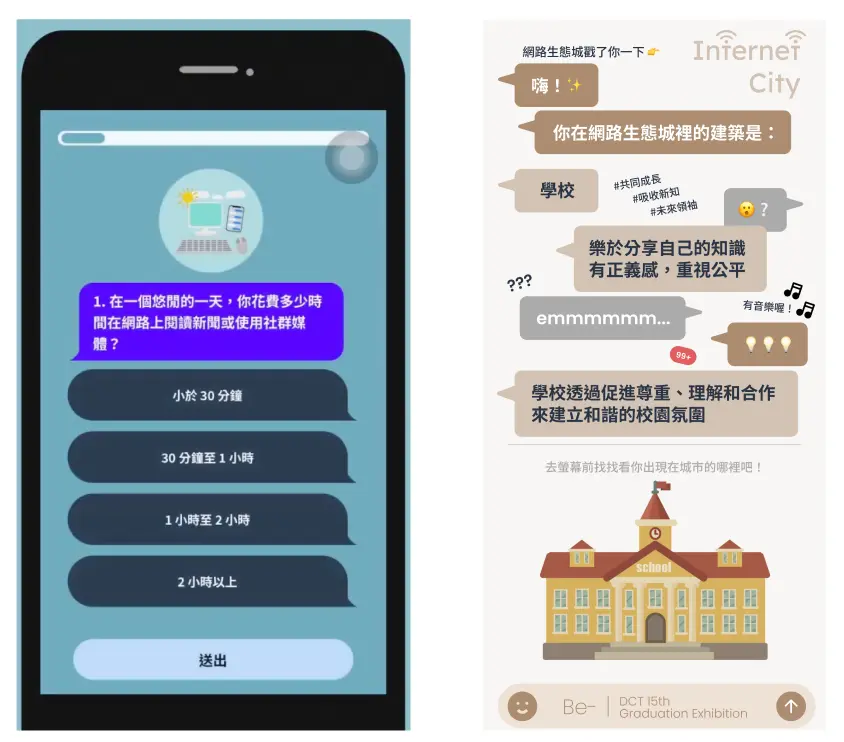 1. 在一個悠閒的一天，你花費多少時
間在網路上閱讀新聞或使用社群媒
體？
小於 30 分鐘
30 分鐘至 1 小時
1 小時至 2 小時
2 小時以上
送出
網路生態城戳了你一下👉
Internet
City
嗨！✨
你在網路生態城裡的建築是：
學校
#共同成長
#吸收新知
#未來領袖
😮？
樂於分享自己的知識
有正義感，重視公平
???
emmmmmm...
有音樂喔！
💡💡💡
99+
學校透過促進尊重、理解和合作
來建立和諧的校園氛圍
去螢幕前找找看你出現在城市的哪裡吧！
school
Be-
DCT 15th
Graduation Exhibition